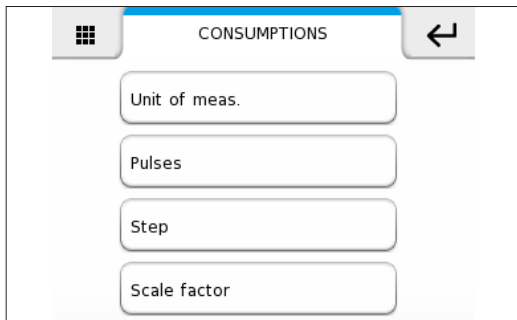 CONSUMPTIONS
Unit of meas.
Pulses
Step
Scale factor